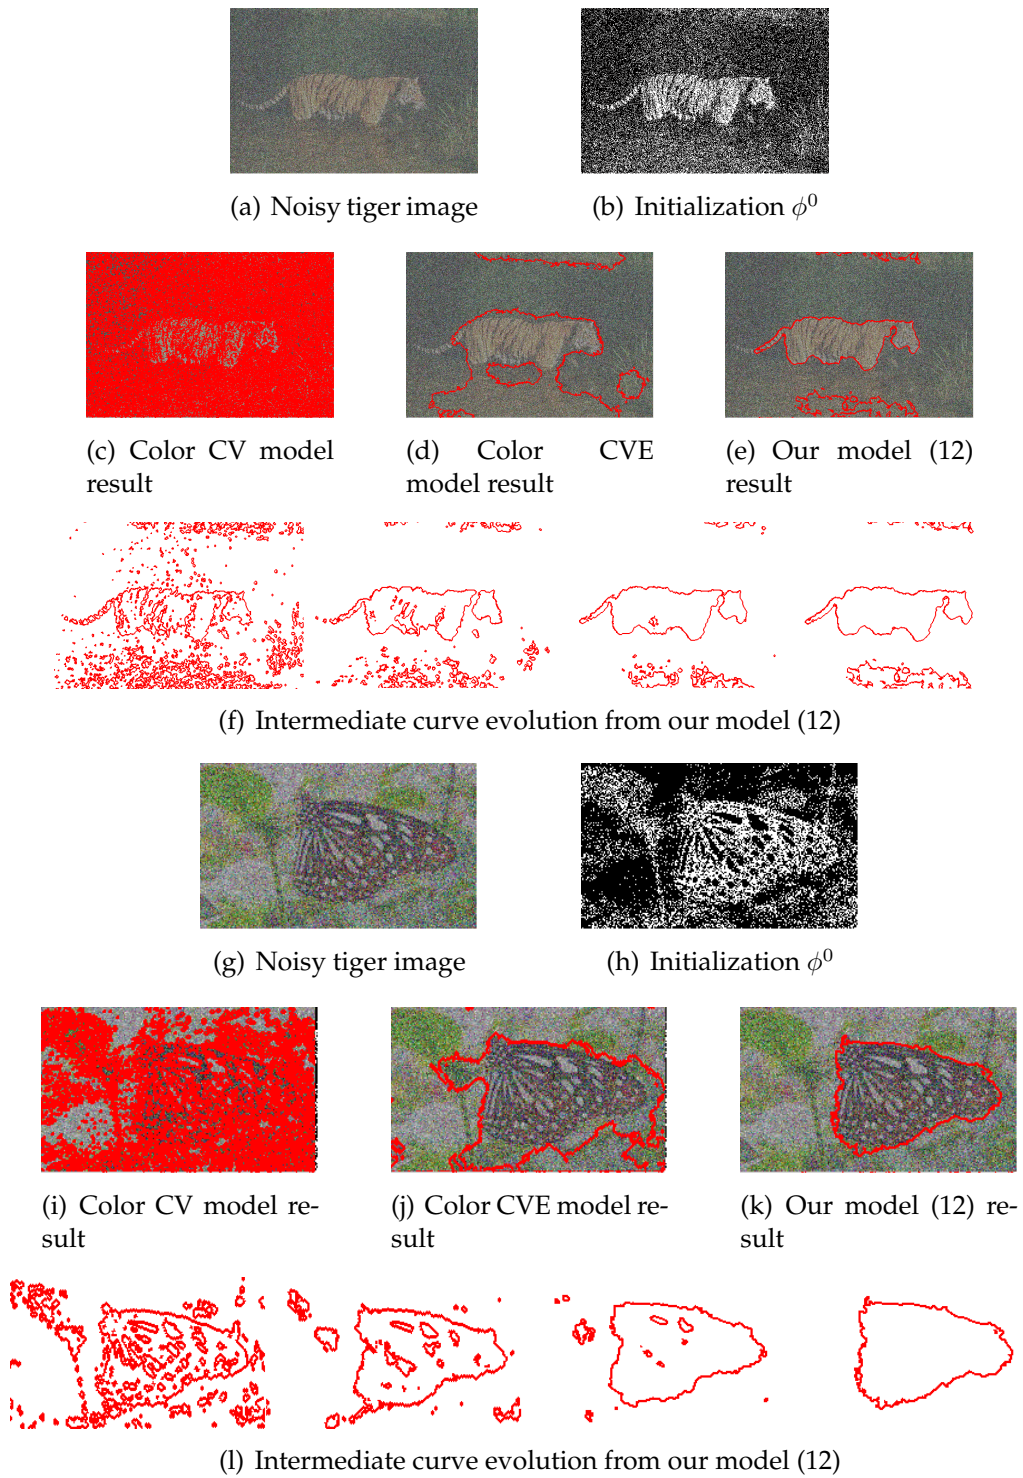 (a) Noisy tiger image
(b) Initialization ϕ⁰
(c) Color CV model
result
(d) Color CVE
model result
(e) Our model (12)
result
(f) Intermediate curve evolution from our model (12)
(g) Noisy tiger image
(h) Initialization ϕ⁰
(i) Color CV model re-
sult
(j) Color CVE model re-
sult
(k) Our model (12) re-
sult
(l) Intermediate curve evolution from our model (12)